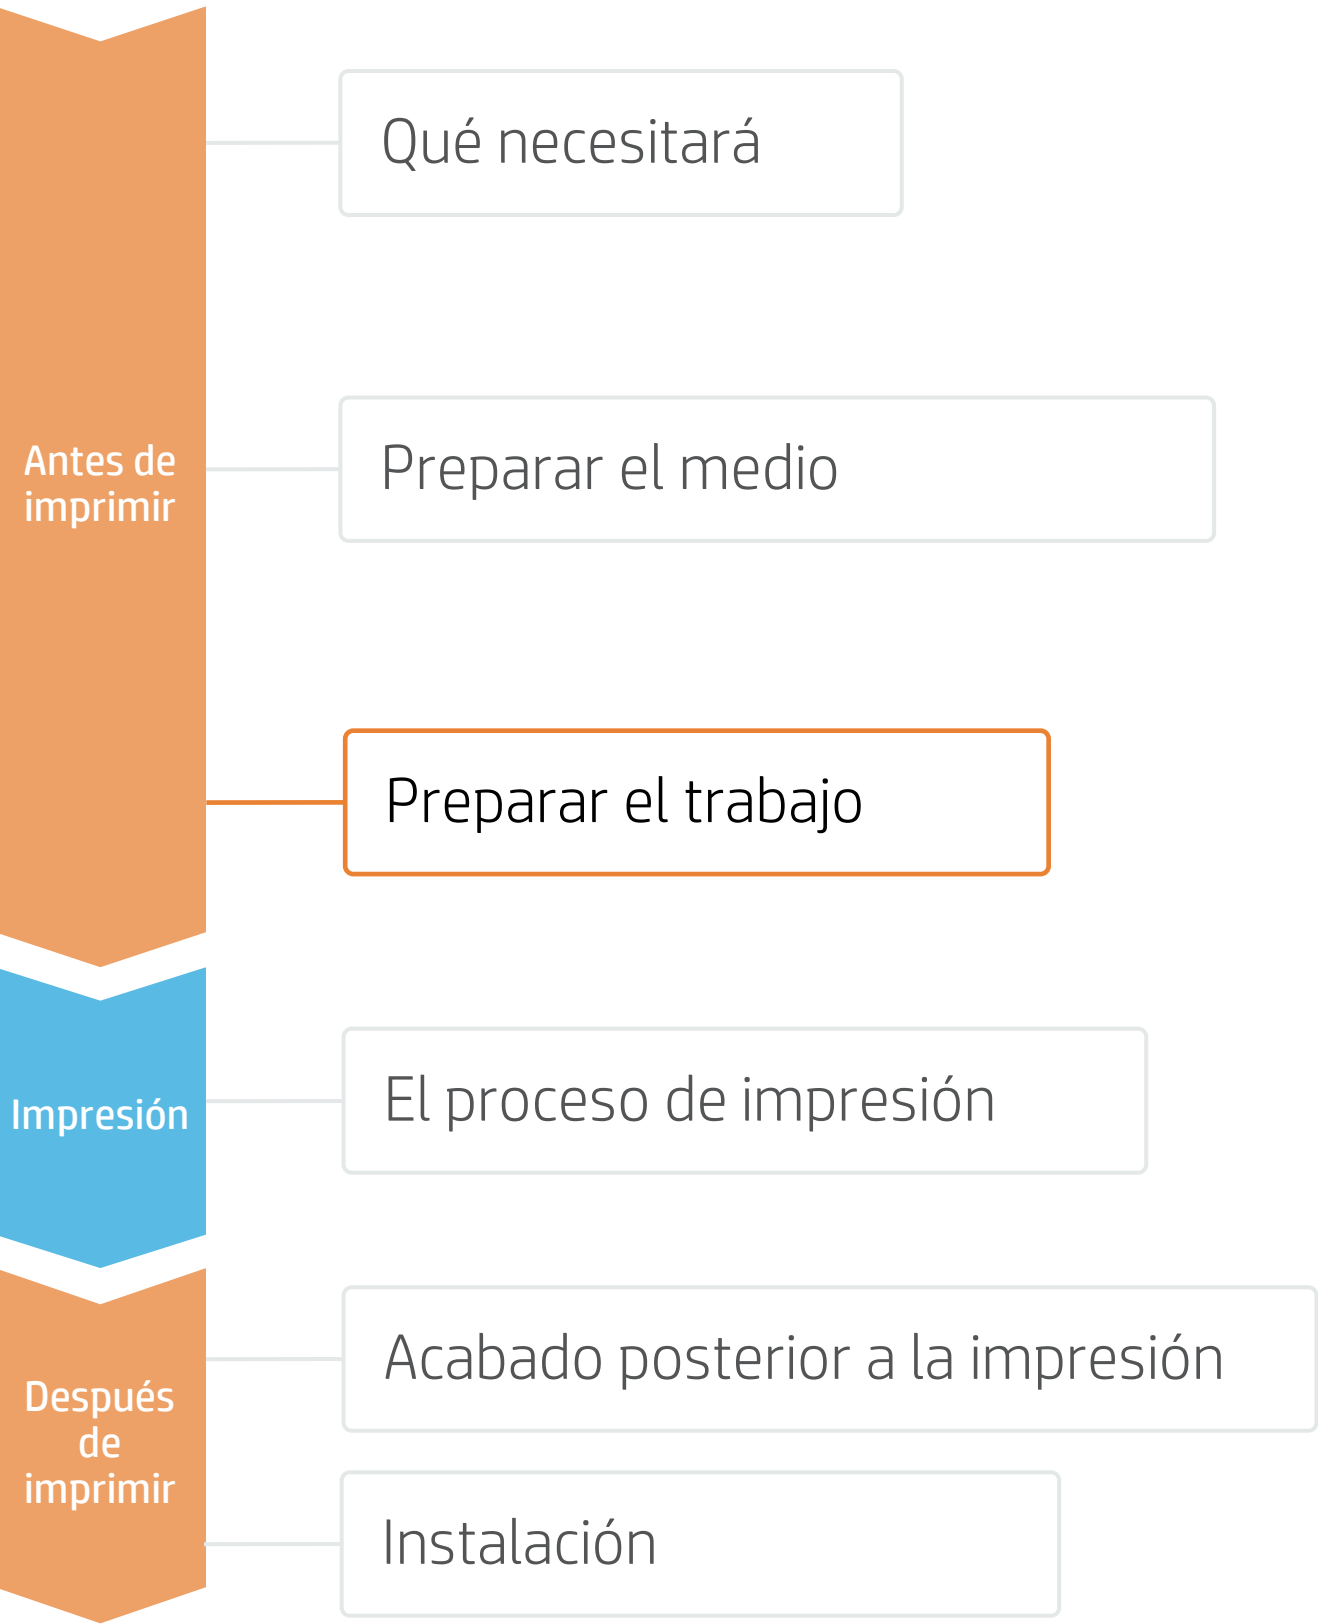 Qué necesitará
Antes de
imprimir
Preparar el medio
Preparar el trabajo
Impresión
El proceso de impresión
Después
de
imprimir
Acabado posterior a la impresión
Instalación